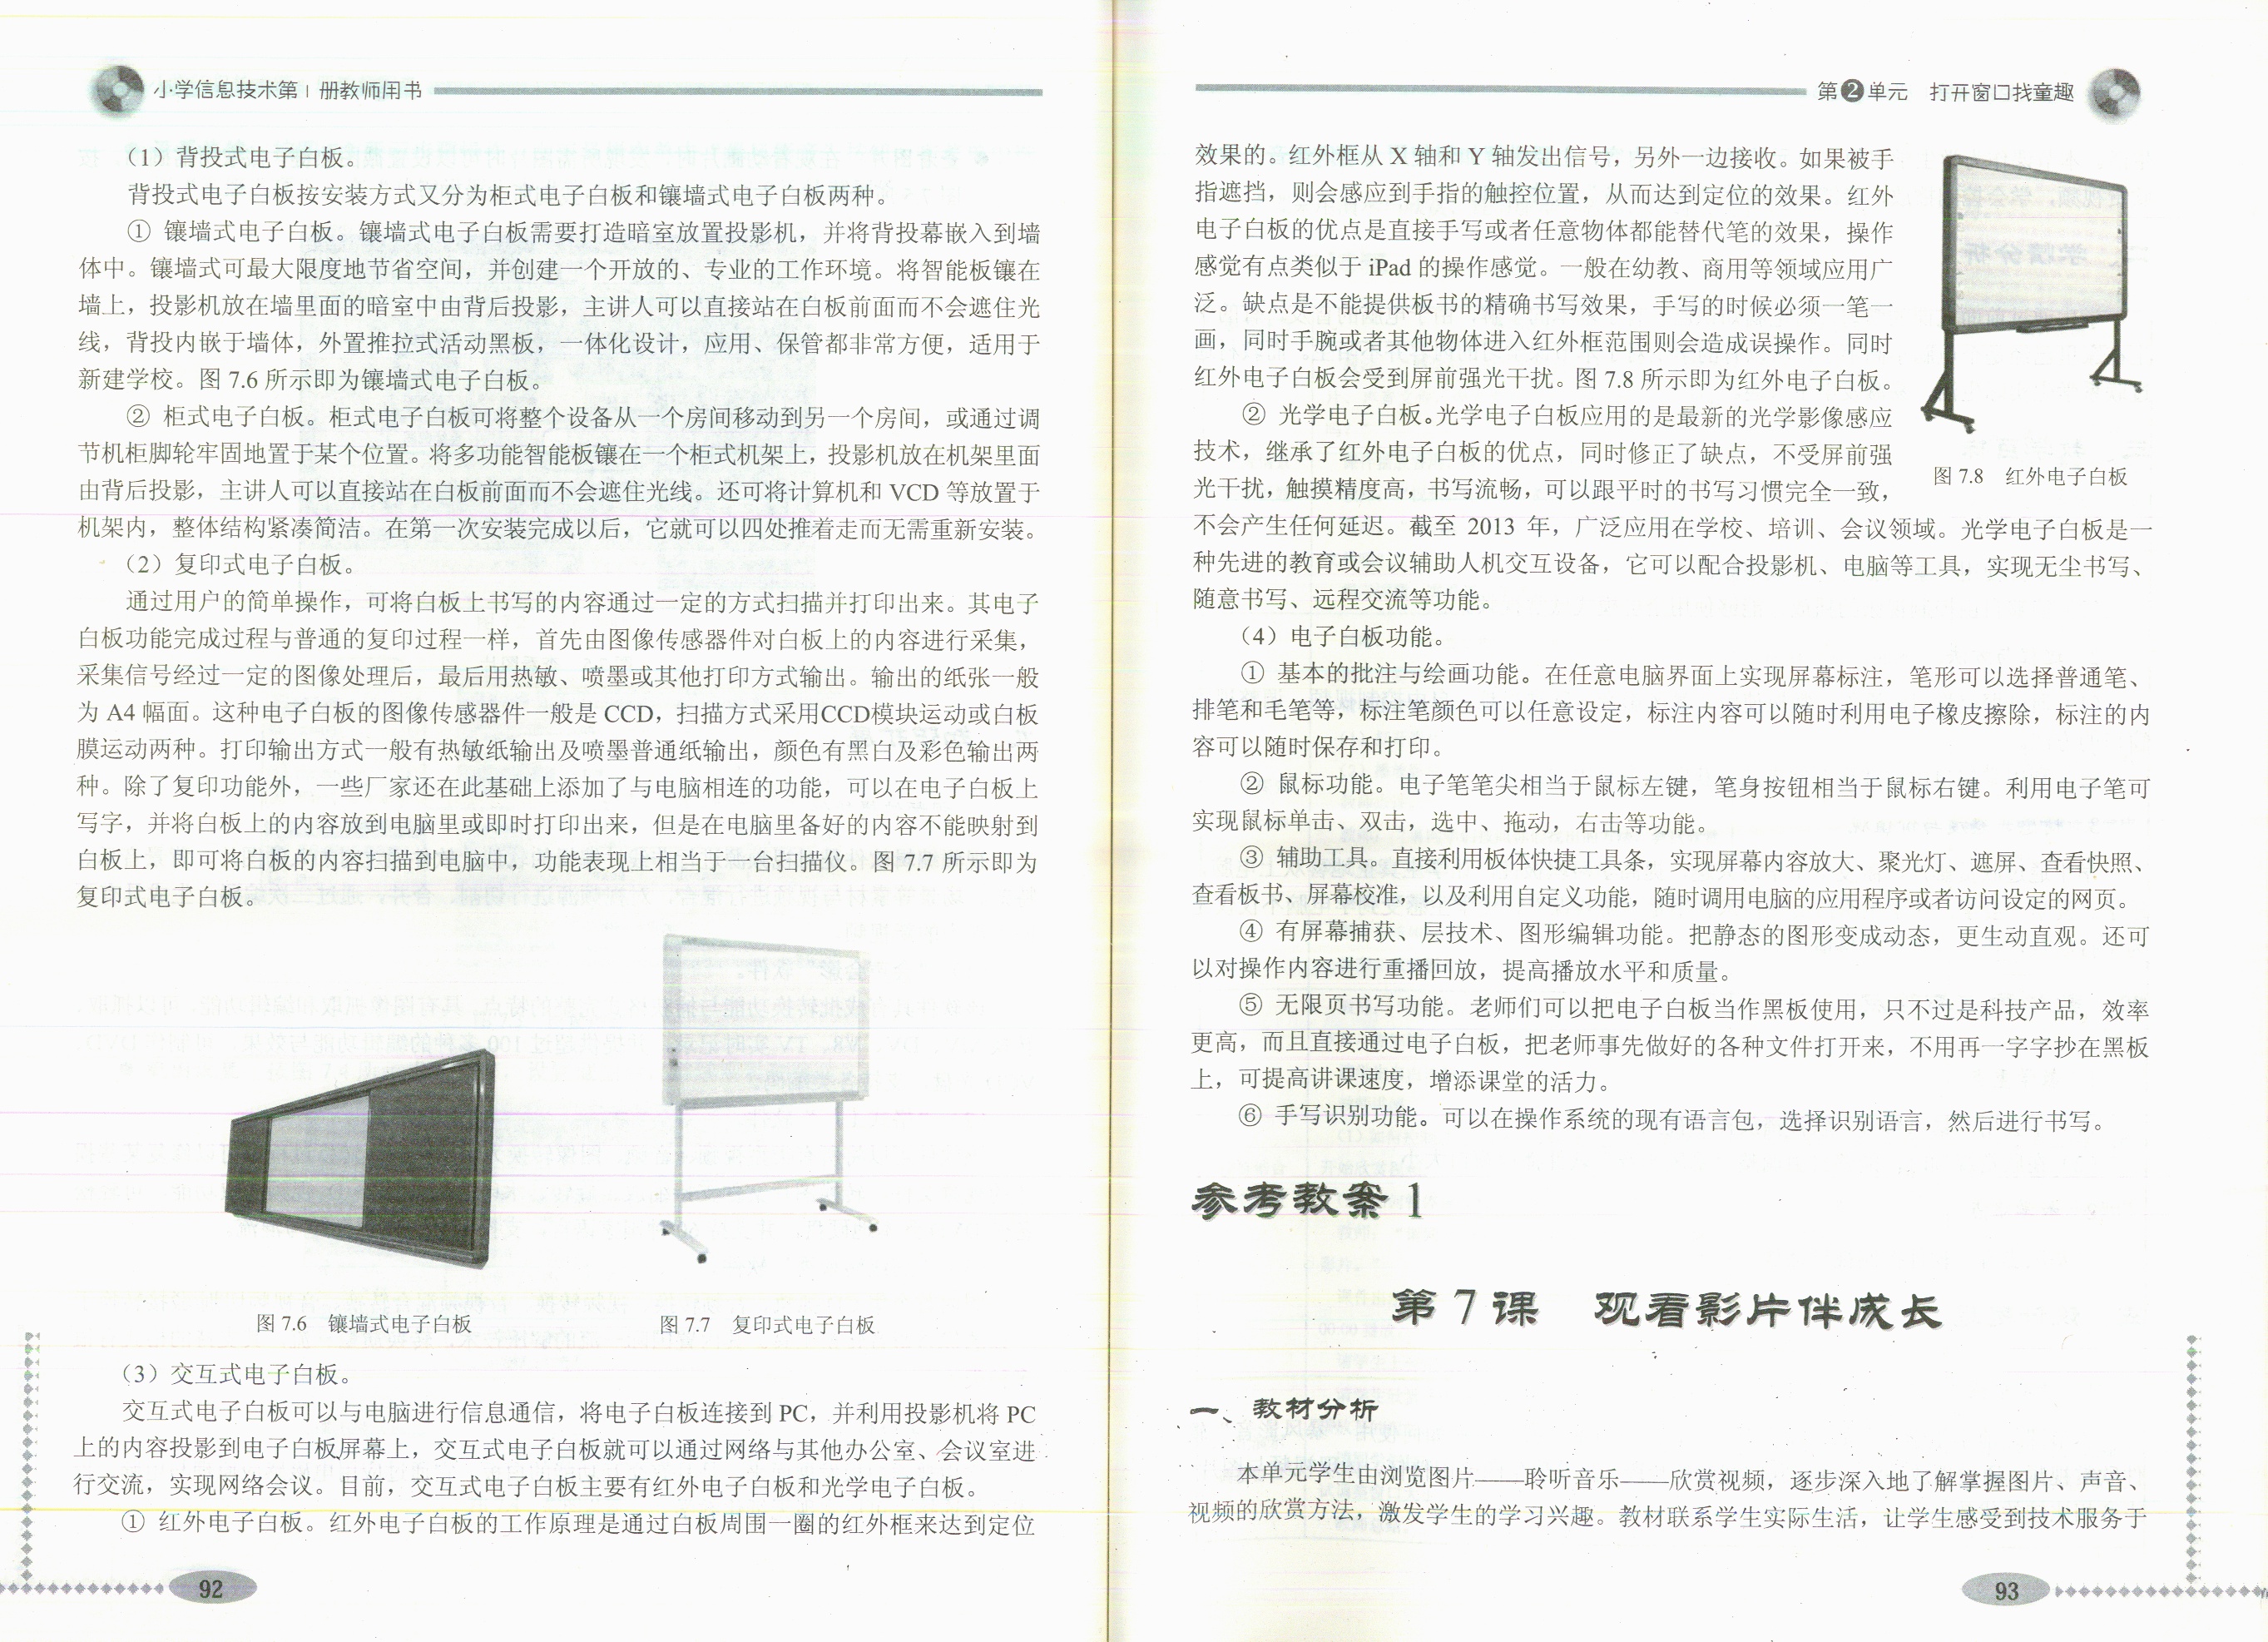 小学信息技术第1册教师用书
（1）背投式电子白板。
背投式电子白板按安装方式又分为柜式电子白板和镶墙式电子白板两种。
① 镶墙式电子白板。镶墙式电子白板需要打造暗室放置投影机，并将背投幕嵌入到墙
体中。镶墙式可最大限度地节省空间，并创建一个开放的、专业的工作环境。将智能板镶在
墙上，投影机放在墙里面的暗室中由背后投影，主讲人可以直接站在白板前面而不会遮住光
线，背投内嵌于墙体，外置推拉式活动黑板，一体化设计，应用、保管都非常方便，适用于
新建学校。图 7.6 所示即为镶墙式电子白板。
② 柜式电子白板。柜式电子白板可将整个设备从一个房间移动到另一个房间，或通过调
节机柜脚轮牢固地置于某个位置。将多功能智能板镶在一个柜式机架上，投影机放在机架里面
由背后投影，主讲人可以直接站在白板前面而不会遮住光线。还可将计算机和 VCD 等放置于
机架内，整体结构紧凑简洁。在第一次安装完成以后，它就可以四处推着走而无需重新安装。
（2）复印式电子白板。
通过用户的简单操作，可将白板上书写的内容通过一定的方式扫描并打印出来。其电子
白板功能完成过程与普通的复印过程一样，首先由图像传感器件对白板上的内容进行采集，
采集信号经过一定的图像处理后，最后用热敏、喷墨或其他打印方式输出。输出的纸张一般
为 A4 幅面。这种电子白板的图像传感器件一般是 CCD，扫描方式采用CCD模块运动或白板
膜运动两种。打印输出方式一般有热敏纸输出及喷墨普通纸输出，颜色有黑白及彩色输出两
种。除了复印功能外，一些厂家还在此基础上添加了与电脑相连的功能，可以在电子白板上
写字，并将白板上的内容放到电脑里或即时打印出来，但是在电脑里备好的内容不能映射到
白板上，即可将白板的内容扫描到电脑中，功能表现上相当于一台扫描仪。图 7.7 所示即为
复印式电子白板。
图 7.6 镶墙式电子白板
图 7.7 复印式电子白板
（3）交互式电子白板。
交互式电子白板可以与电脑进行信息通信，将电子白板连接到 PC，并利用投影机将 PC
上的内容投影到电子白板屏幕上，交互式电子白板就可以通过网络与其他办公室、会议室进
行交流，实现网络会议。目前，交互式电子白板主要有红外电子白板和光学电子白板。
① 红外电子白板。红外电子白板的工作原理是通过白板周围一圈的红外框来达到定位
92
第2单元 打开窗口找童趣
效果的。红外框从 X 轴和 Y 轴发出信号，另外一边接收。如果被手
指遮挡，则会感应到手指的触控位置，从而达到定位的效果。红外
电子白板的优点是直接手写或者任意物体都能替代笔的效果，操作
感觉有点类似于 iPad 的操作感觉。一般在幼教、商用等领域应用广
泛。缺点是不能提供板书的精确书写效果，手写的时候必须一笔一
画，同时手腕或者其他物体进入红外框范围则会造成误操作。同时
红外电子白板会受到屏前强光干扰。图 7.8 所示即为红外电子白板。
② 光学电子白板。光学电子白板应用的是最新的光学影像感应
技术，继承了红外电子白板的优点，同时修正了缺点，不受屏前强
光干扰，触摸精度高，书写流畅，可以跟平时的书写习惯完全一致，
图 7.8 红外电子白板
不会产生任何延迟。截至 2013 年，广泛应用在学校、培训、会议领域。光学电子白板是一
种先进的教育或会议辅助人机交互设备，它可以配合投影机、电脑等工具，实现无尘书写、
随意书写、远程交流等功能。
（4）电子白板功能。
① 基本的批注与绘画功能。在任意电脑界面上实现屏幕标注，笔形可以选择普通笔、
排笔和毛笔等，标注笔颜色可以任意设定，标注内容可以随时利用电子橡皮擦除，标注的内
容可以随时保存和打印。
② 鼠标功能。电子笔笔尖相当于鼠标左键，笔身按钮相当于鼠标右键。利用电子笔可
实现鼠标单击、双击，选中、拖动，右击等功能。
③ 辅助工具。直接利用板体快捷工具条，实现屏幕内容放大、聚光灯、遮屏、查看快照、
查看板书、屏幕校准，以及利用自定义功能，随时调用电脑的应用程序或者访问设定的网页。
④ 有屏幕捕获、层技术、图形编辑功能。把静态的图形变成动态，更生动直观。还可
以对操作内容进行重播回放，提高播放水平和质量。
⑤ 无限页书写功能。老师们可以把电子白板当作黑板使用，只不过是科技产品，效率
更高，而且直接通过电子白板，把老师事先做好的各种文件打开来，不用再一字字抄在黑板
上，可提高讲课速度，增添课堂的活力。
⑥ 手写识别功能。可以在操作系统的现有语言包，选择识别语言，然后进行书写。
参考教案 1
第 7 课 观看影片伴成长
一、教材分析
本单元学生由浏览图片——聆听音乐——欣赏视频，逐步深入地了解掌握图片、声音、
视频的欣赏方法，激发学生的学习兴趣。教材联系学生实际生活，让学生感受到技术服务于
93